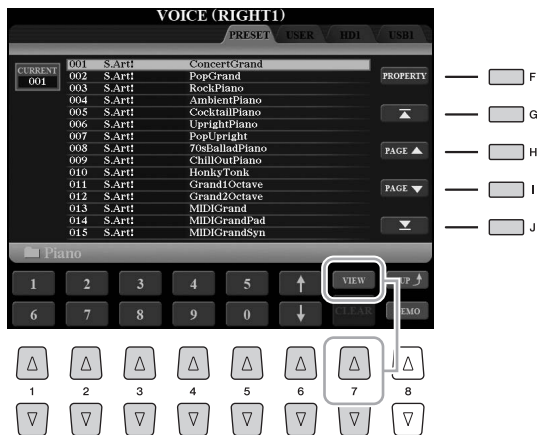 VOICE (RIGHT1)
PRESET USER HD1 USB1
CURRENT
001
001 S.Art! ConcertGrand
002 S.Art! PopGrand
003 S.Art! RockPiano
004 S.Art! AmbientPiano
005 S.Art! CocktailPiano
006 S.Art! UprightPiano
007 S.Art! PopUpright
008 S.Art! 70sBalladPiano
009 S.Art! ChillOutPiano
010 S.Art! HonkyTonk
011 S.Art! Grand1Octave
012 S.Art! Grand2Octave
013 S.Art! MIDIGrand
014 S.Art! MIDIGrandPad
015 S.Art! MIDIGrandSyn
PROPERTY F
G
PAGE H
PAGE I
J
Piano
1 2 3 4 5 VIEW UP
6 7 8 9 0 CLEAR DEMO
1 2 3 4 5 6 7 8